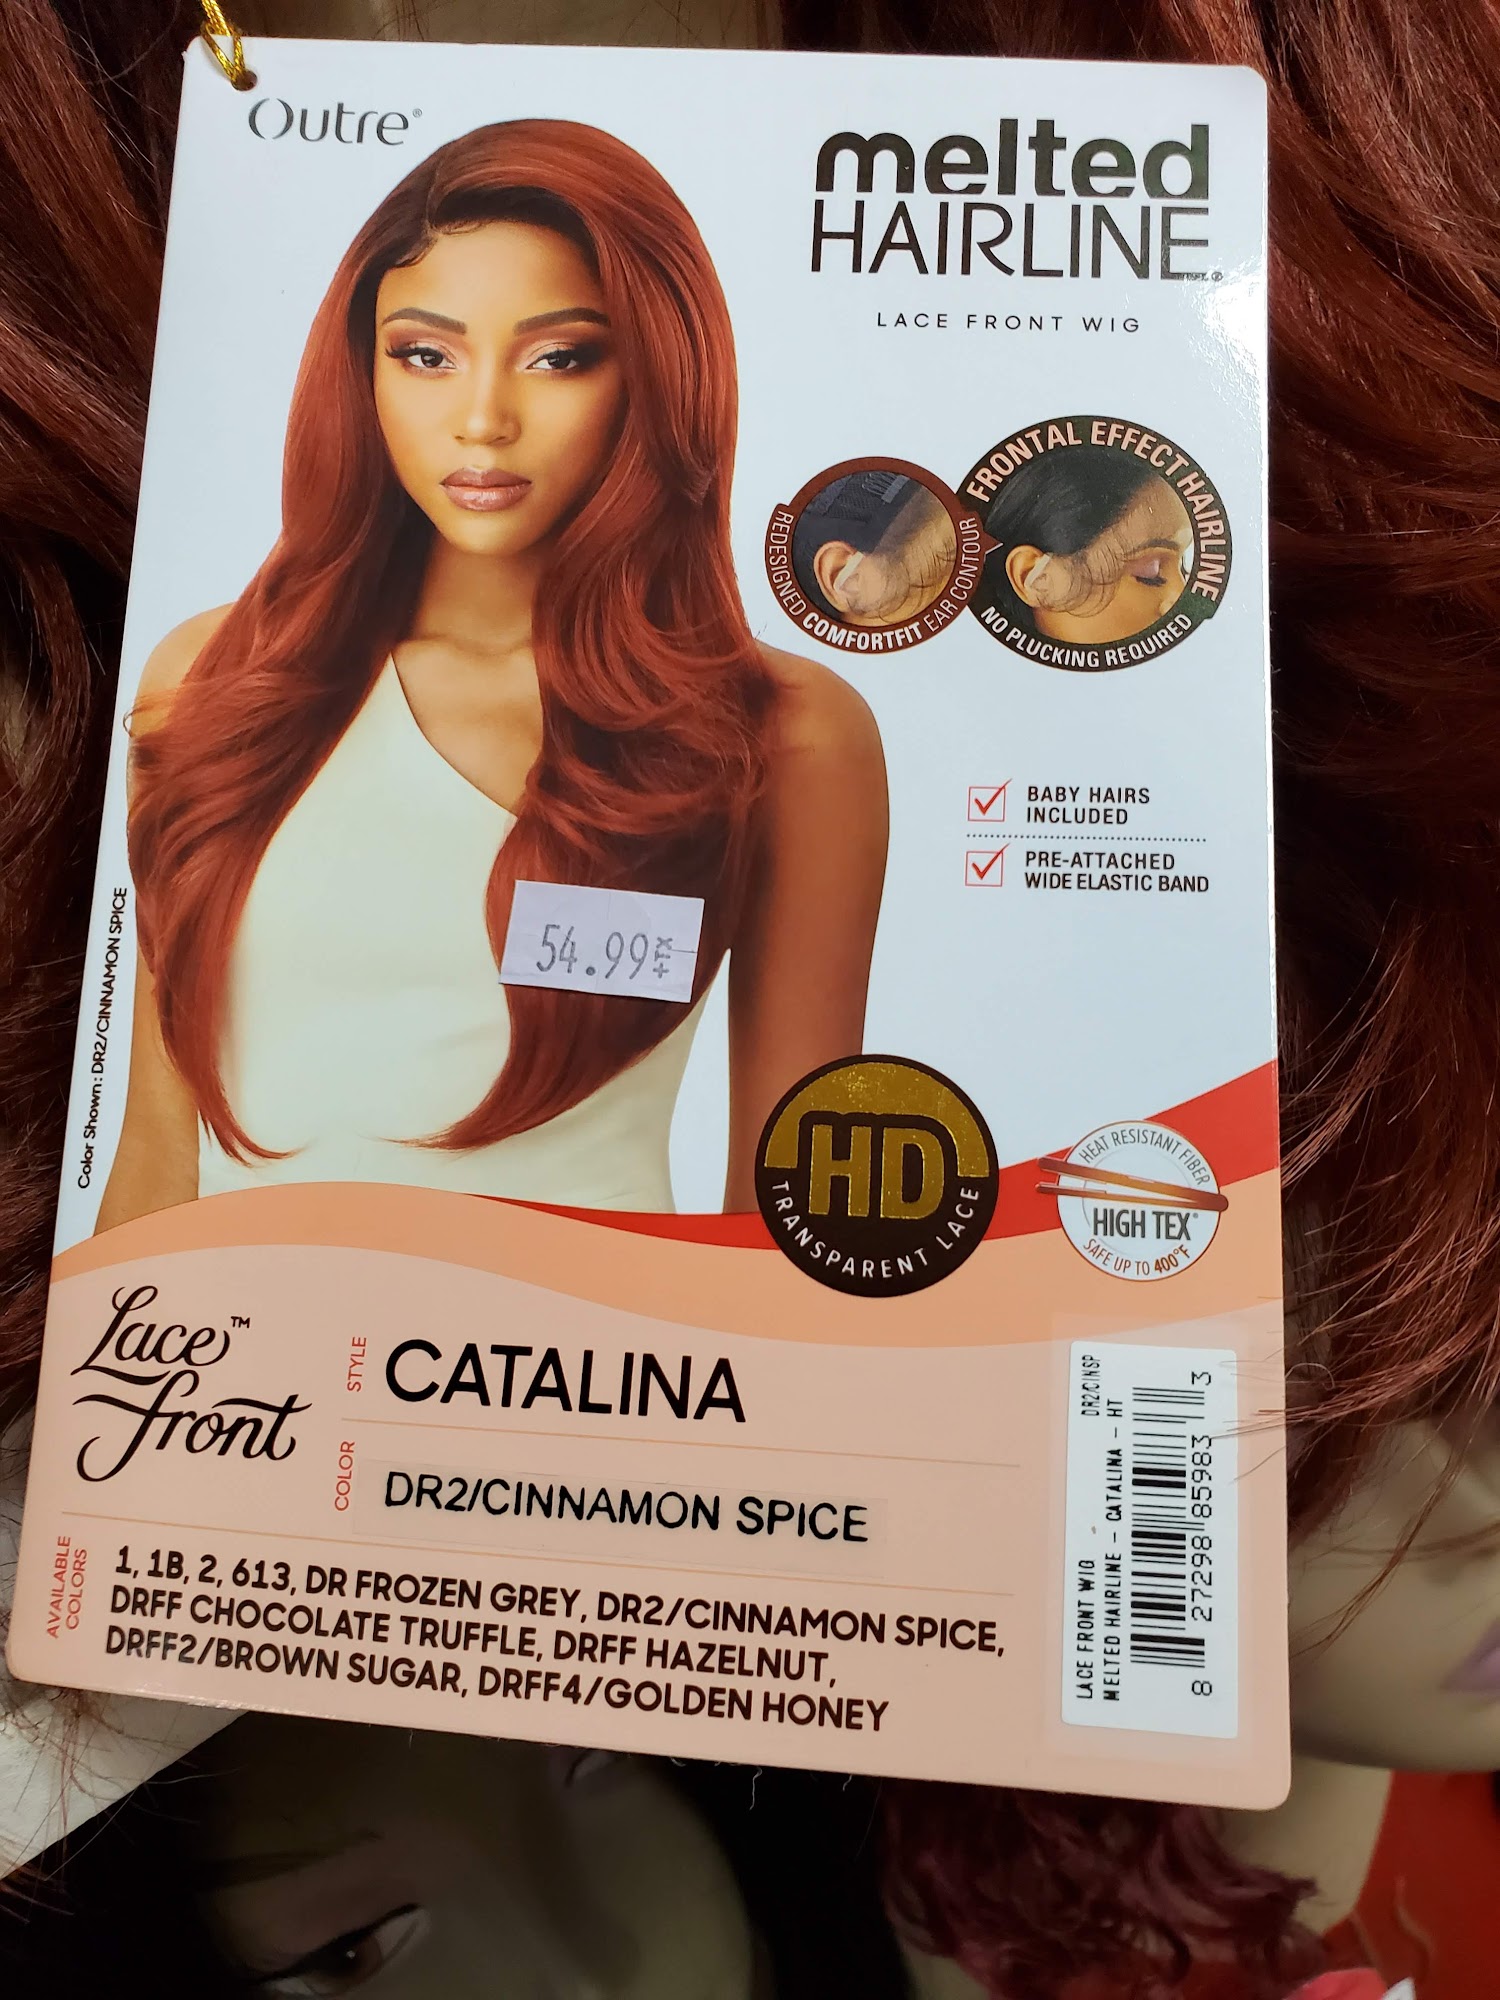 Outre®
melted
HAIRLINE®
LACE FRONT WIG
REDESIGNED COMFORTFIT EAR CONTOUR
FRONTAL EFFECT HAIRLINE
NO PLUCKING REQUIRED
BABY HAIRS
INCLUDED
PRE-ATTACHED
WIDE ELASTIC BAND
54.99+TX
Color Shown: DR2/CINNAMON SPICE
HD
TRANSPARENT LACE
HEAT RESISTANT FIBER
HIGH TEX®
SAFE UP TO 400°F
Lace™
front
STYLE
CATALINA
COLOR
DR2/CINNAMON SPICE
AVAILABLE
COLORS
1, 1B, 2, 613, DR FROZEN GREY, DR2/CINNAMON SPICE,
DRFF CHOCOLATE TRUFFLE, DRFF HAZELNUT,
DRFF2/BROWN SUGAR, DRFF4/GOLDEN HONEY
LACE FRONT WIG DR2/CINSP
MELTED HAIRLINE - CATALINA - HT
8 27298 85983 3